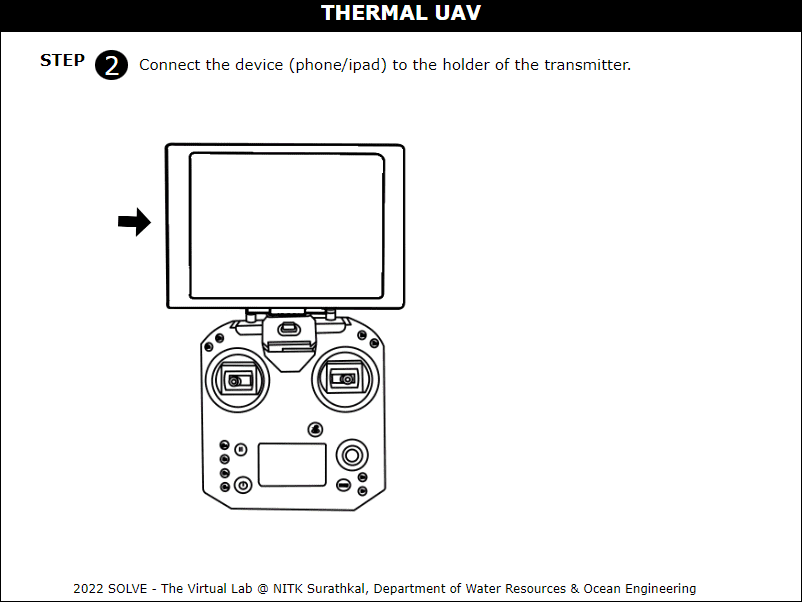 THERMAL UAV
STEP 2 Connect the device (phone/ipad) to the holder of the transmitter.
2022 SOLVE - The Virtual Lab @ NITK Surathkal, Department of Water Resources & Ocean Engineering